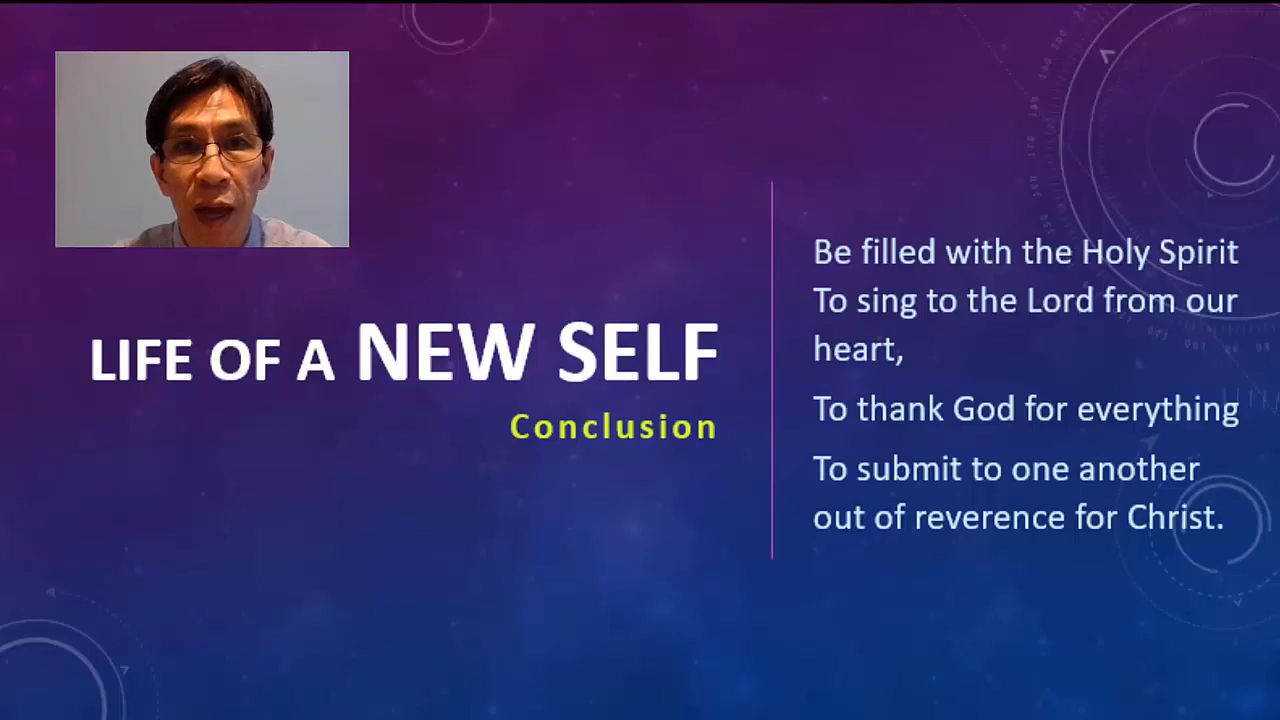 LIFE OF A NEW SELF
Conclusion
Be filled with the Holy Spirit
To sing to the Lord from our
heart,
To thank God for everything
To submit to one another
out of reverence for Christ.